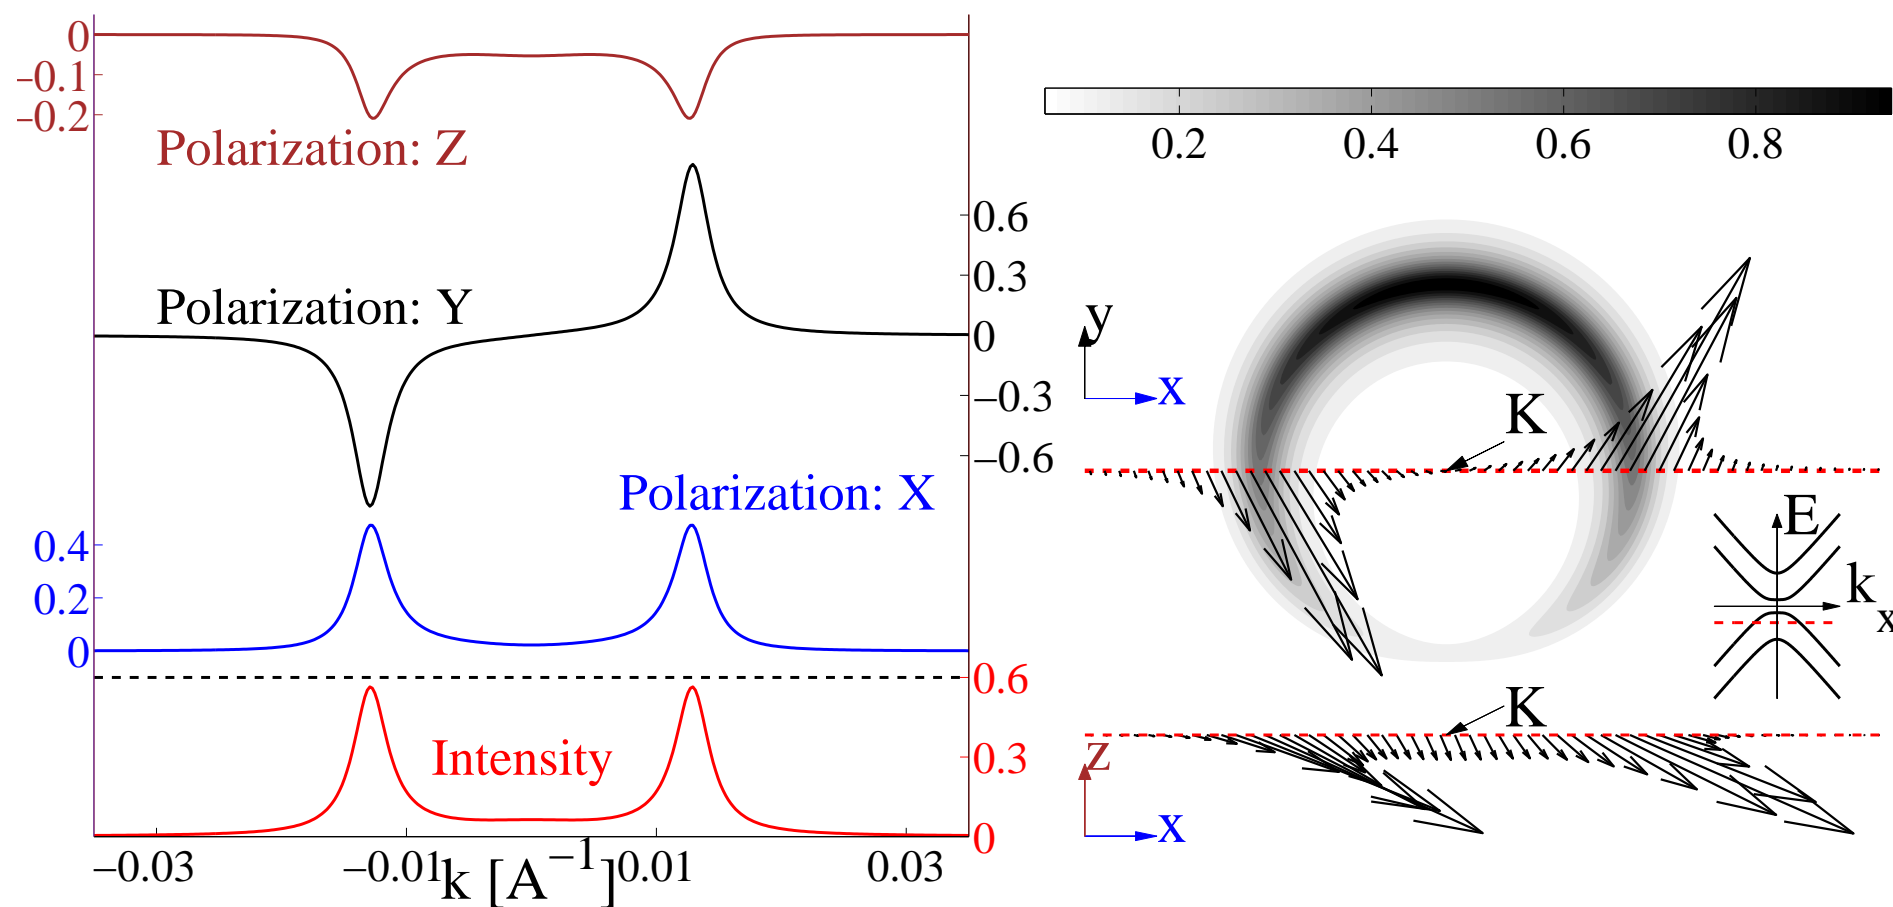 0
–0.1
–0.2
Polarization: Z
0.6
0.3
0
–0.3
–0.6
Polarization: Y
Polarization: X
0.4
0.2
0
0.6
0.3
0
Intensity
–0.03
–0.01
0.01
0.03
k [A⁻¹]
0.2
0.4
0.6
0.8
y
x
K
E
kₓ
K
z
x